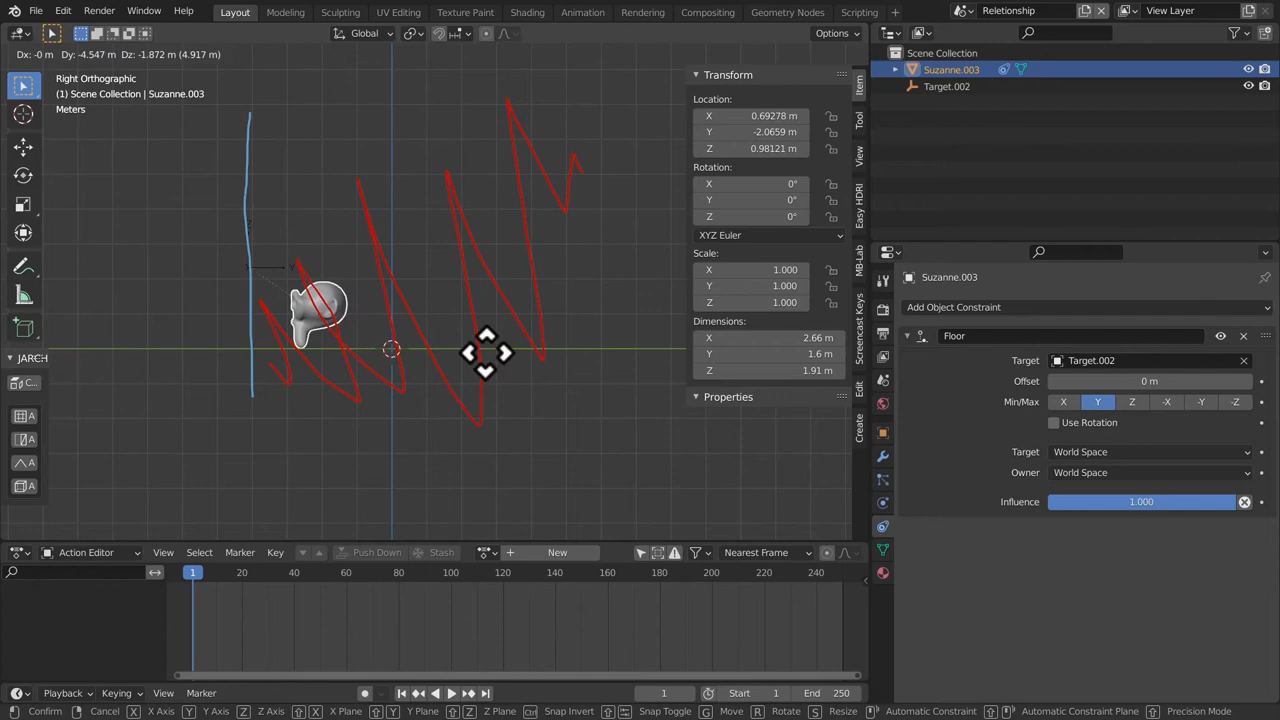 File Edit Render Window Help Layout Modeling Sculpting UV Editing Texture Paint Shading Animation Rendering Compositing Geometry Nodes Scripting + Relationship View Layer
Global Options
Dx: -0 m Dy: -4.547 m Dz: -1.872 m (4.917 m)
Right Orthographic
(1) Scene Collection | Suzanne.003
Meters
JARCH
C...
A
A
A
A
Transform
Location:
X 0.69278 m
Y -2.0659 m
Z 0.98121 m
Rotation:
X 0°
Y 0°
Z 0°
XYZ Euler
Scale:
X 1.000
Y 1.000
Z 1.000
Dimensions:
X 2.66 m
Y 1.6 m
Z 1.91 m
Properties
Item
Tool
View
Easy HDRI
MB-Lab
Screencast Keys
Edit
Create
Scene Collection
Suzanne.003
Target.002
Suzanne.003
Add Object Constraint
Floor
Target Target.002
Offset 0 m
Min/Max X Y Z -X -Y -Z
Use Rotation
Target World Space
Owner World Space
Influence 1.000
Action Editor View Select Marker Key Push Down Stash New Nearest Frame
1 20 40 60 80 100 120 140 160 180 200 220 240
Playback Keying View Marker 1 Start 1 End 250
Confirm Cancel X X Axis Y Y Axis Z Z Axis X X Plane Y Y Plane Z Z Plane Ctrl Snap Invert Snap Toggle G Move R Rotate S Resize Automatic Constraint Automatic Constraint Plane Precision Mode